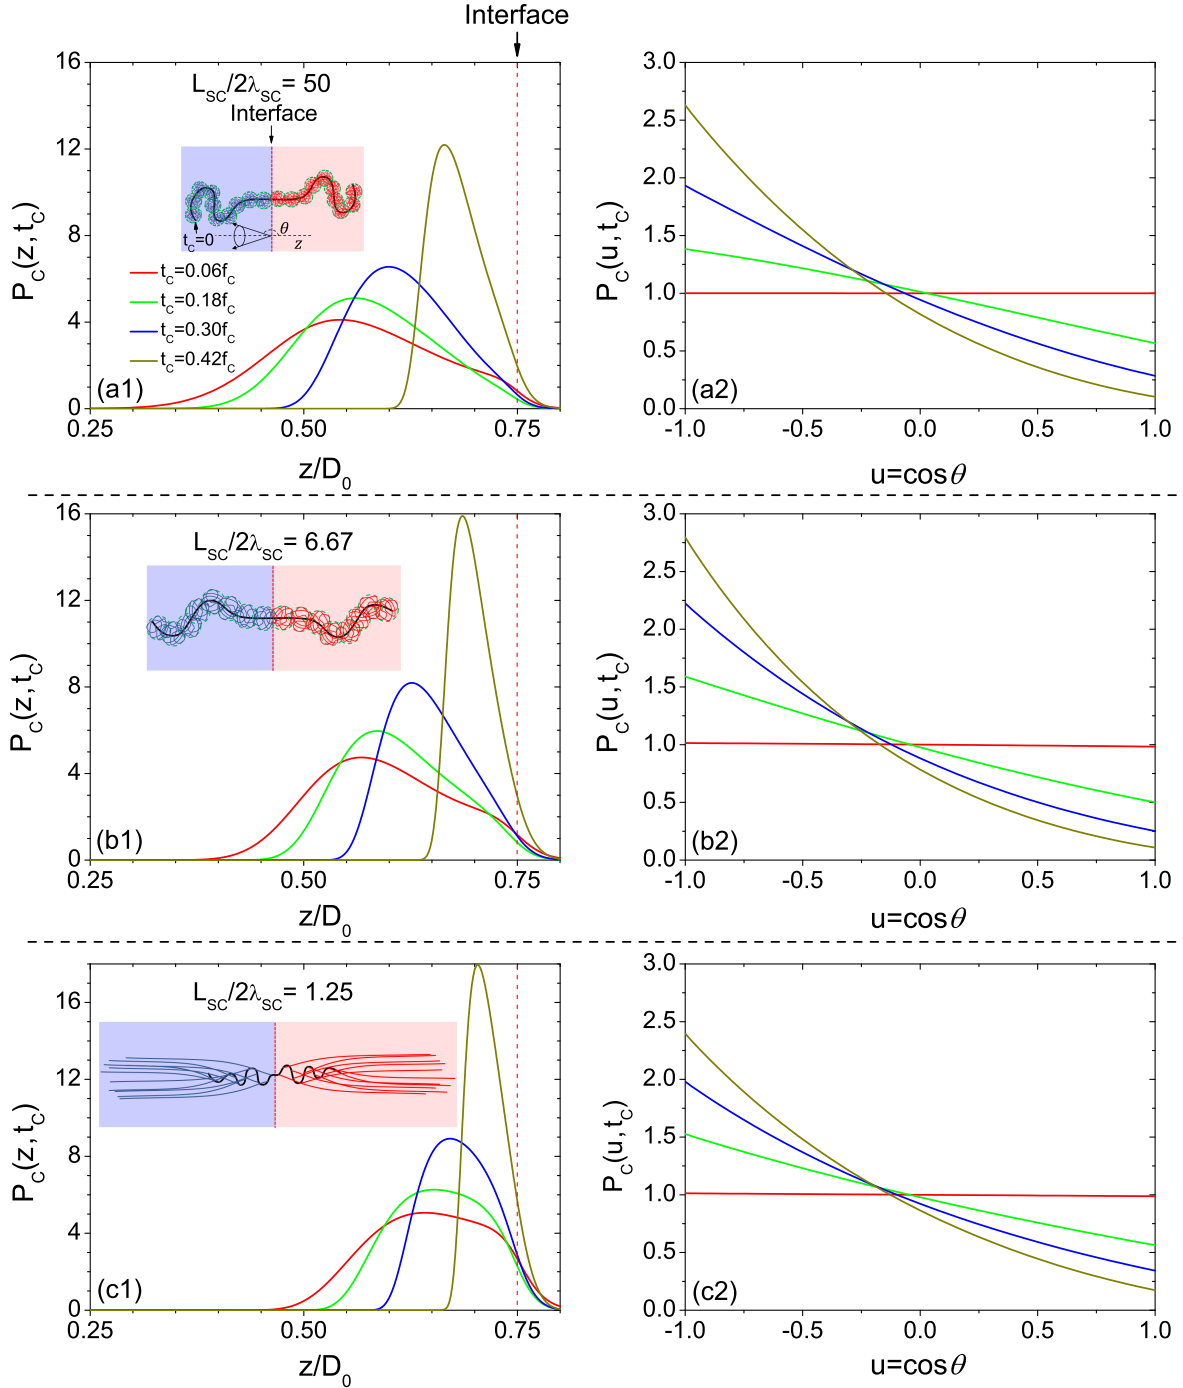 Interface
L_SC/2λ_SC= 50
Interface
t_C=0
θ
z
t_C=0.06f_C
t_C=0.18f_C
t_C=0.30f_C
t_C=0.42f_C
(a1)
P_C(z, t_C)
16
12
8
4
0
0.25
0.50
0.75
z/D_0
(a2)
P_C(u, t_C)
3.0
2.5
2.0
1.5
1.0
0.5
0.0
-1.0
-0.5
0.0
0.5
1.0
u=cosθ
L_SC/2λ_SC= 6.67
(b1)
P_C(z, t_C)
16
12
8
4
0
0.25
0.50
0.75
z/D_0
(b2)
P_C(u, t_C)
3.0
2.5
2.0
1.5
1.0
0.5
0.0
-1.0
-0.5
0.0
0.5
1.0
u=cosθ
L_SC/2λ_SC= 1.25
(c1)
P_C(z, t_C)
16
12
8
4
0
0.25
0.50
0.75
z/D_0
(c2)
P_C(u, t_C)
3.0
2.5
2.0
1.5
1.0
0.5
0.0
-1.0
-0.5
0.0
0.5
1.0
u=cosθ